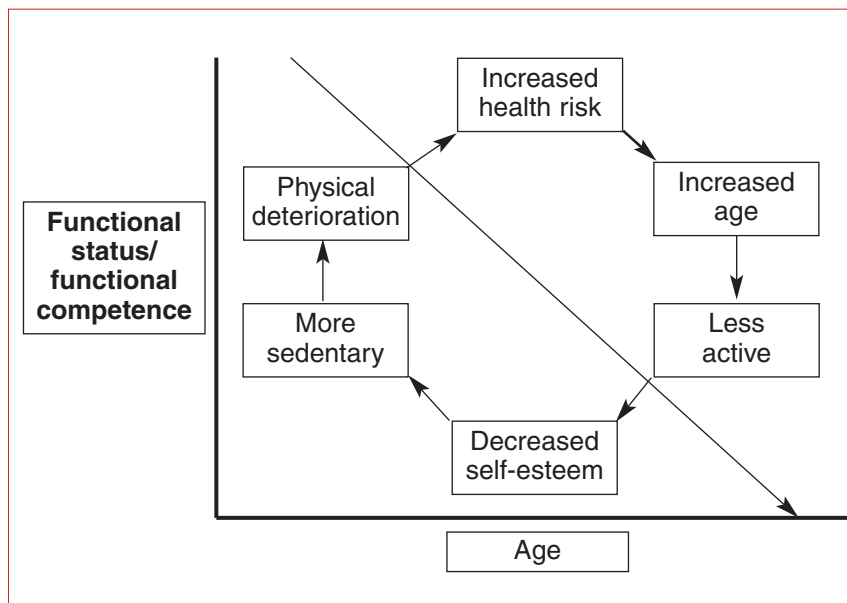 Increased
health risk
Physical
deterioration
Increased
age
Functional
status/
functional
competence
More
sedentary
Less
active
Decreased
self-esteem
Age